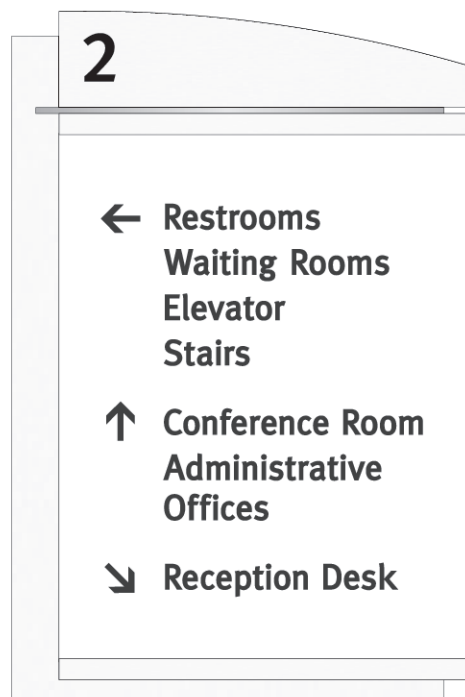 2
← Restrooms
Waiting Rooms
Elevator
Stairs
↑ Conference Room
Administrative
Offices
↘ Reception Desk